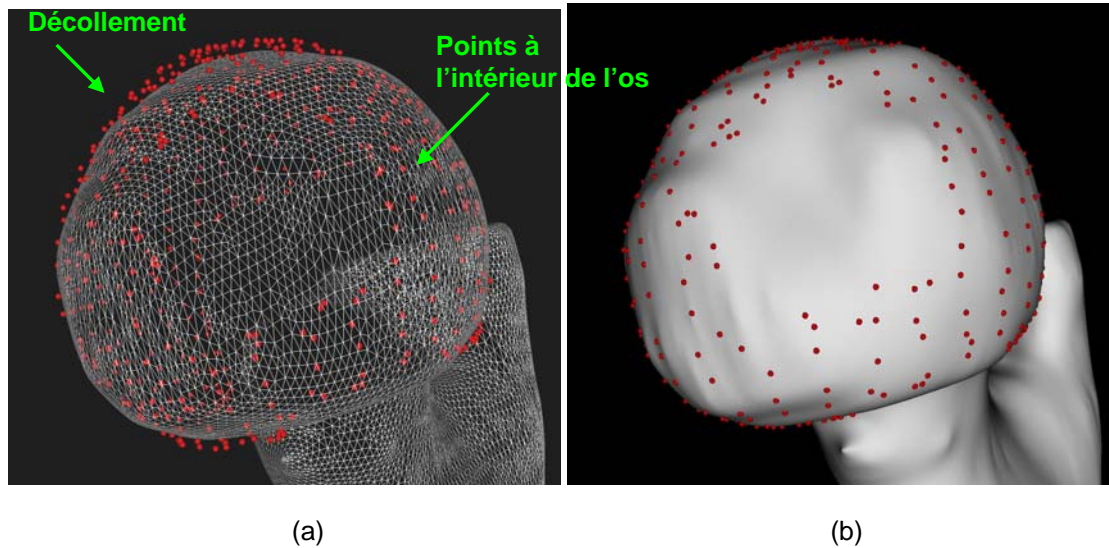 Décollement
Points à
l'intérieur de l'os
(a)
(b)